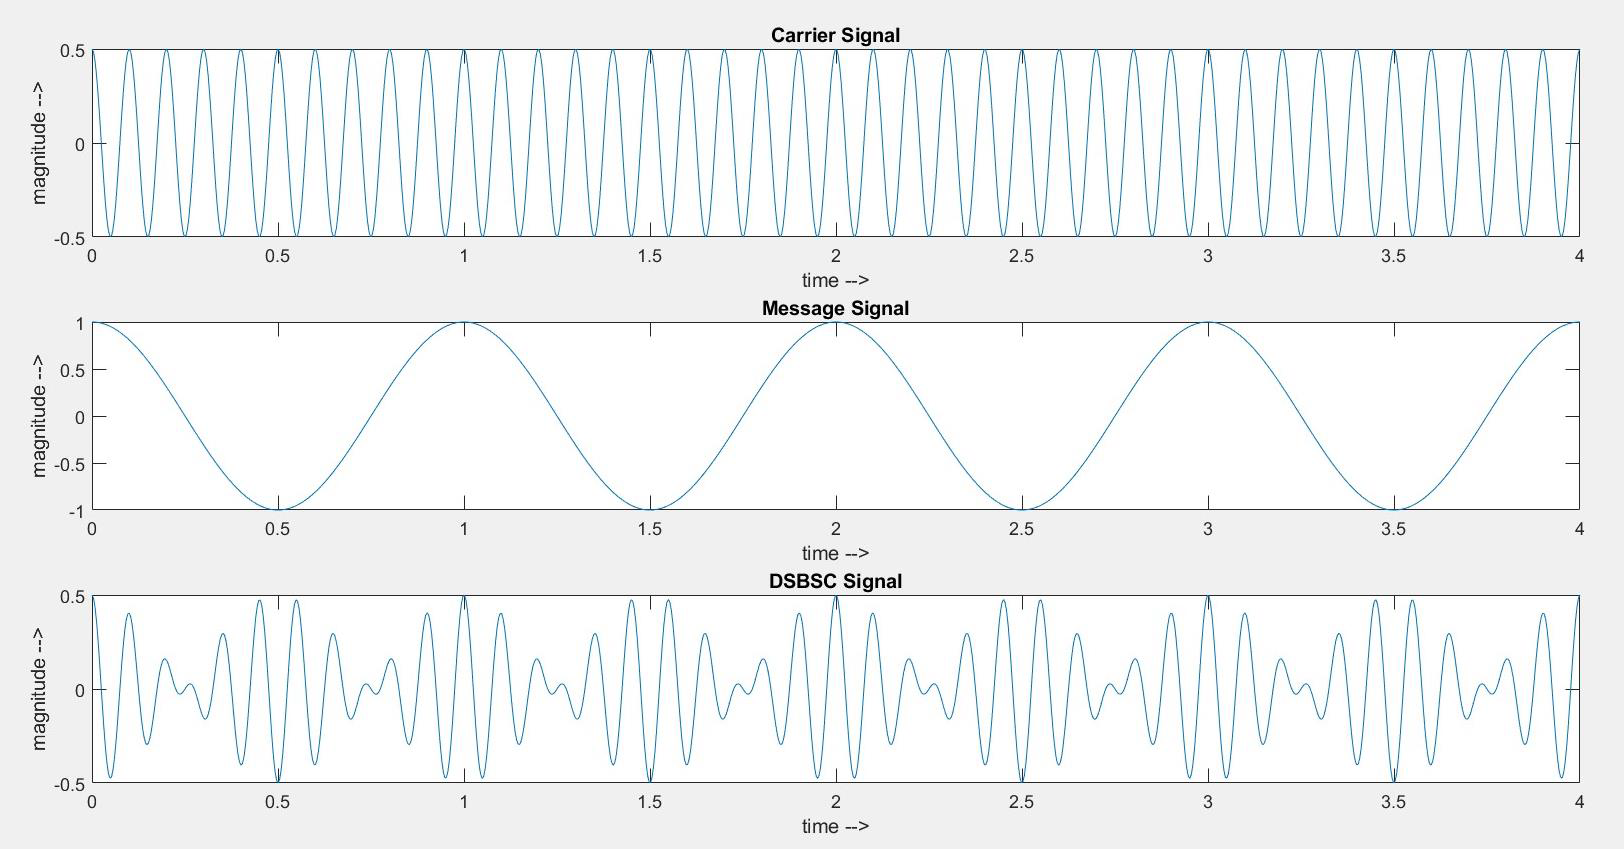 Carrier Signal
magnitude -->
0.5
0
-0.5
0 0.5 1 1.5 2 2.5 3 3.5 4
time -->
Message Signal
magnitude -->
1
0.5
0
-0.5
-1
0 0.5 1 1.5 2 2.5 3 3.5 4
time -->
DSBSC Signal
magnitude -->
0.5
0
-0.5
0 0.5 1 1.5 2 2.5 3 3.5 4
time -->